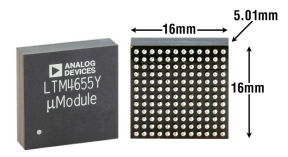 16mm
5.01mm
ANALOG
DEVICES
LTM4655Y
µModule
16mm